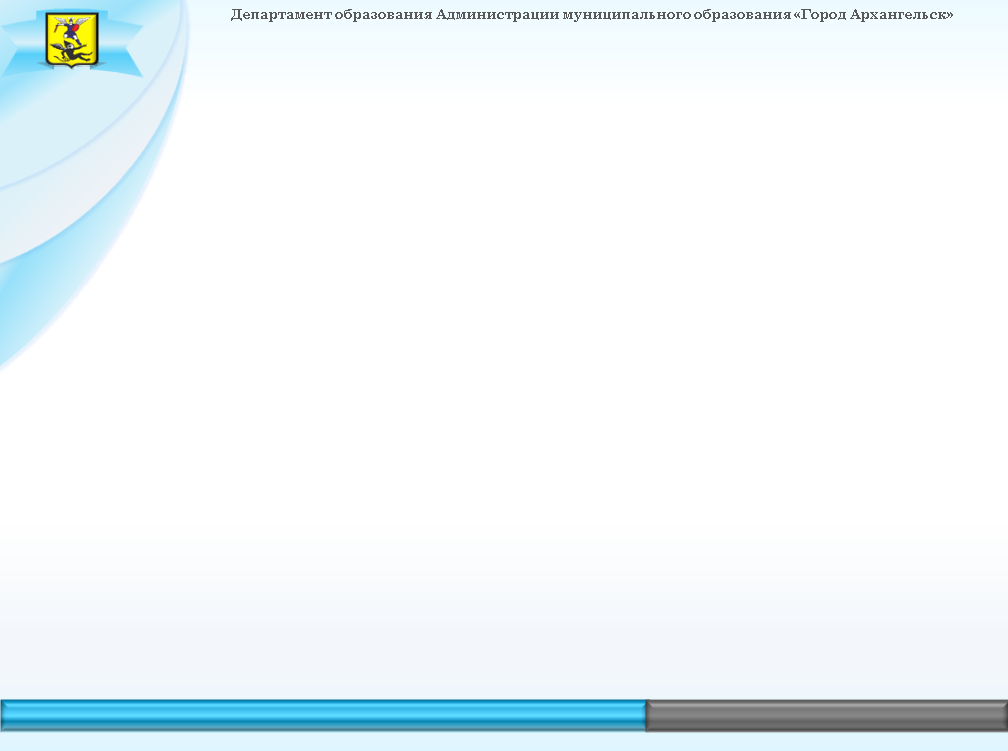 Департамент образования Администрации муниципального образования «Город Архангельск»